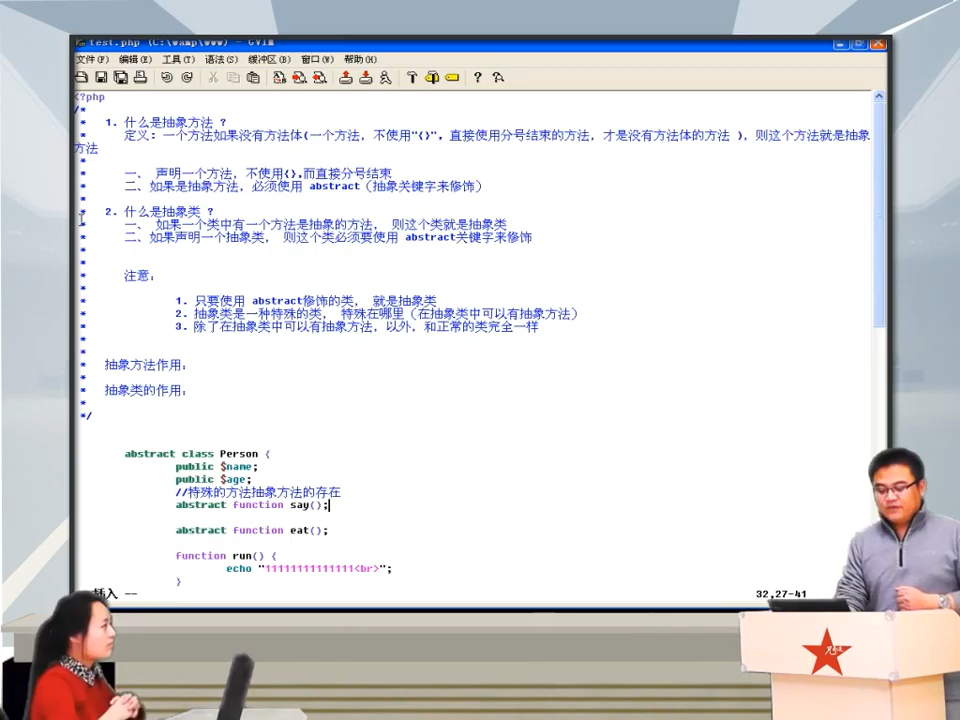 test.php (C:\wamp\www) - GVIM
文件(F) 编辑(E) 工具(T) 语法(S) 缓冲区(B) 窗口(W) 帮助(H)
<?php
/*
* 1. 什么是抽象方法 ?
* 定义: 一个方法如果没有方法体(一个方法, 不使用"{}", 直接使用分号结束的方法, 才是没有方法体的方法 ), 则这个方法就是抽象
方法
*
* 一、 声明一个方法, 不使用{},而直接分号结束
* 二、如果是抽象方法, 必须使用 abstract (抽象关键字来修饰)
*
* 2. 什么是抽象类 ?
* 一、 如果一个类中有一个方法是抽象的方法, 则这个类就是抽象类
* 二、如果声明一个抽象类, 则这个类必须要使用 abstract关键字来修饰
*
*
* 注意:
*
* 1. 只要使用 abstract修饰的类, 就是抽象类
* 2. 抽象类是一种特殊的类, 特殊在哪里 (在抽象类中可以有抽象方法)
* 3. 除了在抽象类中可以有抽象方法, 以外, 和正常的类完全一样
*
*
* 抽象方法作用:
*
* 抽象类的作用:
*
*/
abstract class Person {
public $name;
public $age;
//特殊的方法抽象方法的存在
abstract function say();
abstract function eat();
function run() {
echo "11111111111111<br>";
}
插入 --
32,27-41